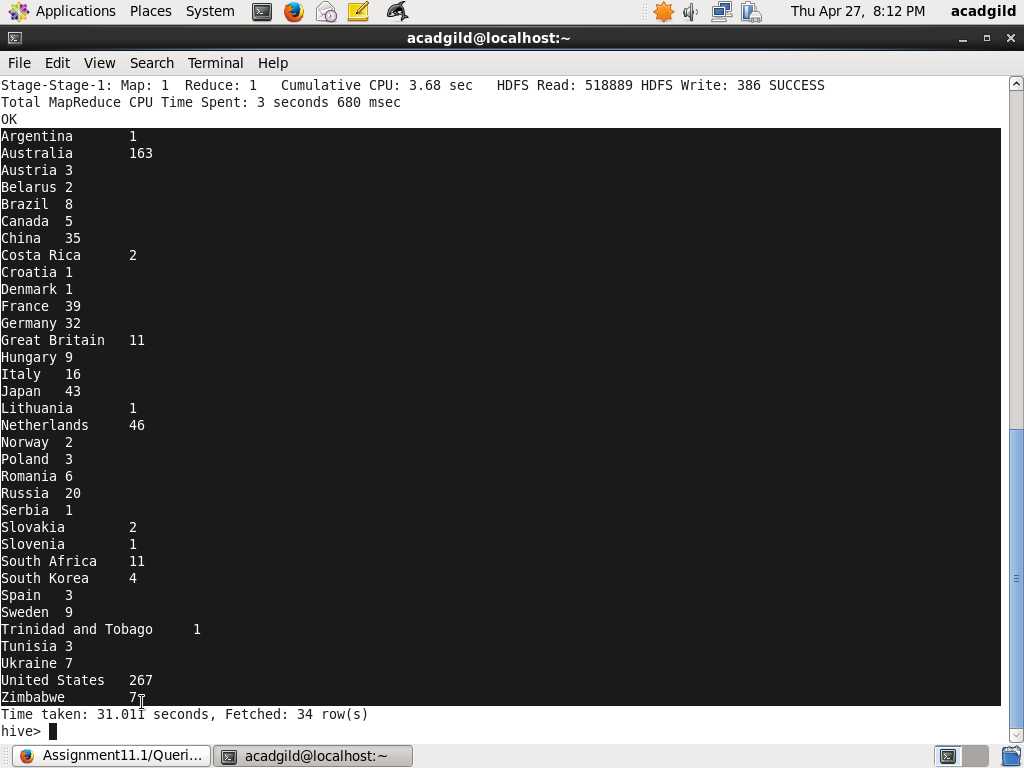 Applications Places System Thu Apr 27, 8:12 PM acadgild
acadgild@localhost:~
File Edit View Search Terminal Help
Stage-Stage-1: Map: 1  Reduce: 1   Cumulative CPU: 3.68 sec   HDFS Read: 518889 HDFS Write: 386 SUCCESS
Total MapReduce CPU Time Spent: 3 seconds 680 msec
OK
Argentina	1
Australia	163
Austria	3
Belarus	2
Brazil	8
Canada	5
China	35
Costa Rica	2
Croatia	1
Denmark	1
France	39
Germany	32
Great Britain	11
Hungary	9
Italy	16
Japan	43
Lithuania	1
Netherlands	46
Norway	2
Poland	3
Romania	6
Russia	20
Serbia	1
Slovakia	2
Slovenia	1
South Africa	11
South Korea	4
Spain	3
Sweden	9
Trinidad and Tobago	1
Tunisia	3
Ukraine	7
United States	267
Zimbabwe	7
Time taken: 31.011 seconds, Fetched: 34 row(s)
hive>
Assignment11.1/Queri... acadgild@localhost:~